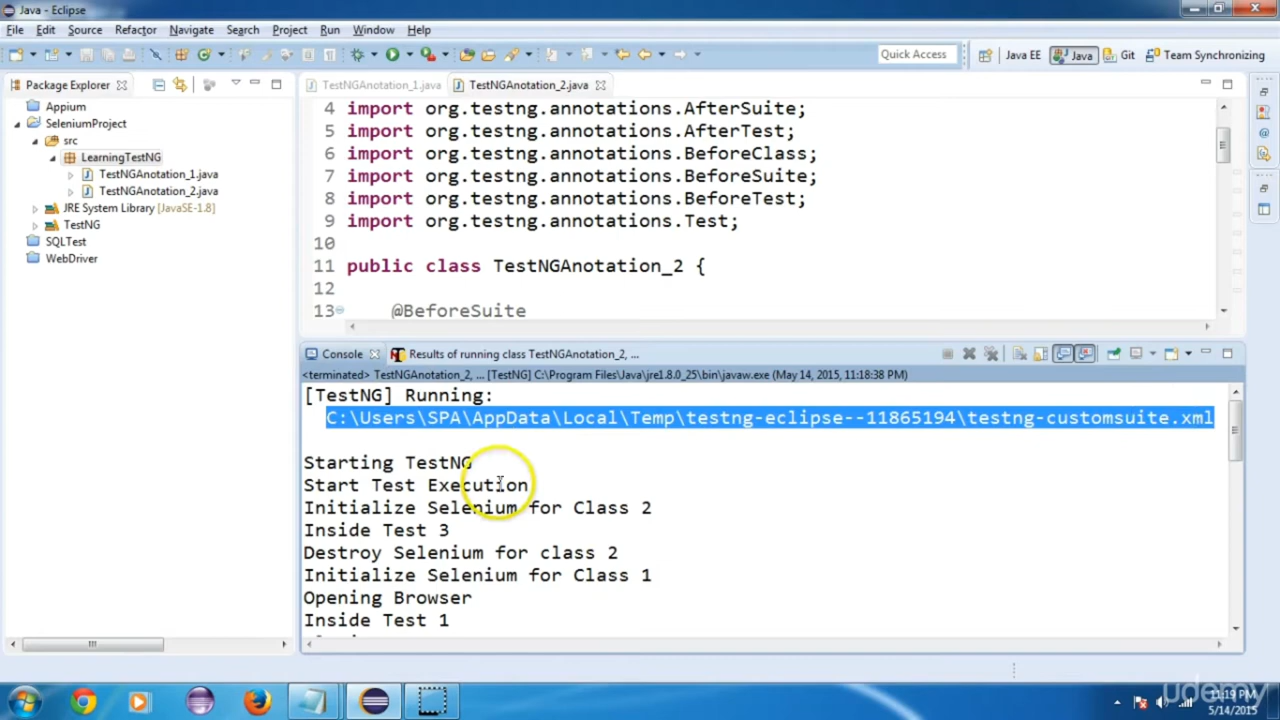 Java - Eclipse
File Edit Source Refactor Navigate Search Project Run Window Help
Quick Access
Java EE
Java
Git
Team Synchronizing
Package Explorer
Appium
SeleniumProject
src
LearningTestNG
TestNGAnotation_1.java
TestNGAnotation_2.java
JRE System Library [JavaSE-1.8]
TestNG
SQLTest
WebDriver
TestNGAnotation_1.java
TestNGAnotation_2.java
4 import org.testng.annotations.AfterSuite;
5 import org.testng.annotations.AfterTest;
6 import org.testng.annotations.BeforeClass;
7 import org.testng.annotations.BeforeSuite;
8 import org.testng.annotations.BeforeTest;
9 import org.testng.annotations.Test;
10
11 public class TestNGAnotation_2 {
12
13 @BeforeSuite
Console
Results of running class TestNGAnotation_2, ...
<terminated> TestNGAnotation_2, ... [TestNG] C:\Program Files\Java\jre1.8.0_25\bin\javaw.exe (May 14, 2015, 11:18:38 PM)
[TestNG] Running:
C:\Users\SPA\AppData\Local\Temp\testng-eclipse--11865194\testng-customsuite.xml
Starting TestNG
Start Test Execution
Initialize Selenium for Class 2
Inside Test 3
Destroy Selenium for class 2
Initialize Selenium for Class 1
Opening Browser
Inside Test 1
udemy
11:19 PM
5/14/2015